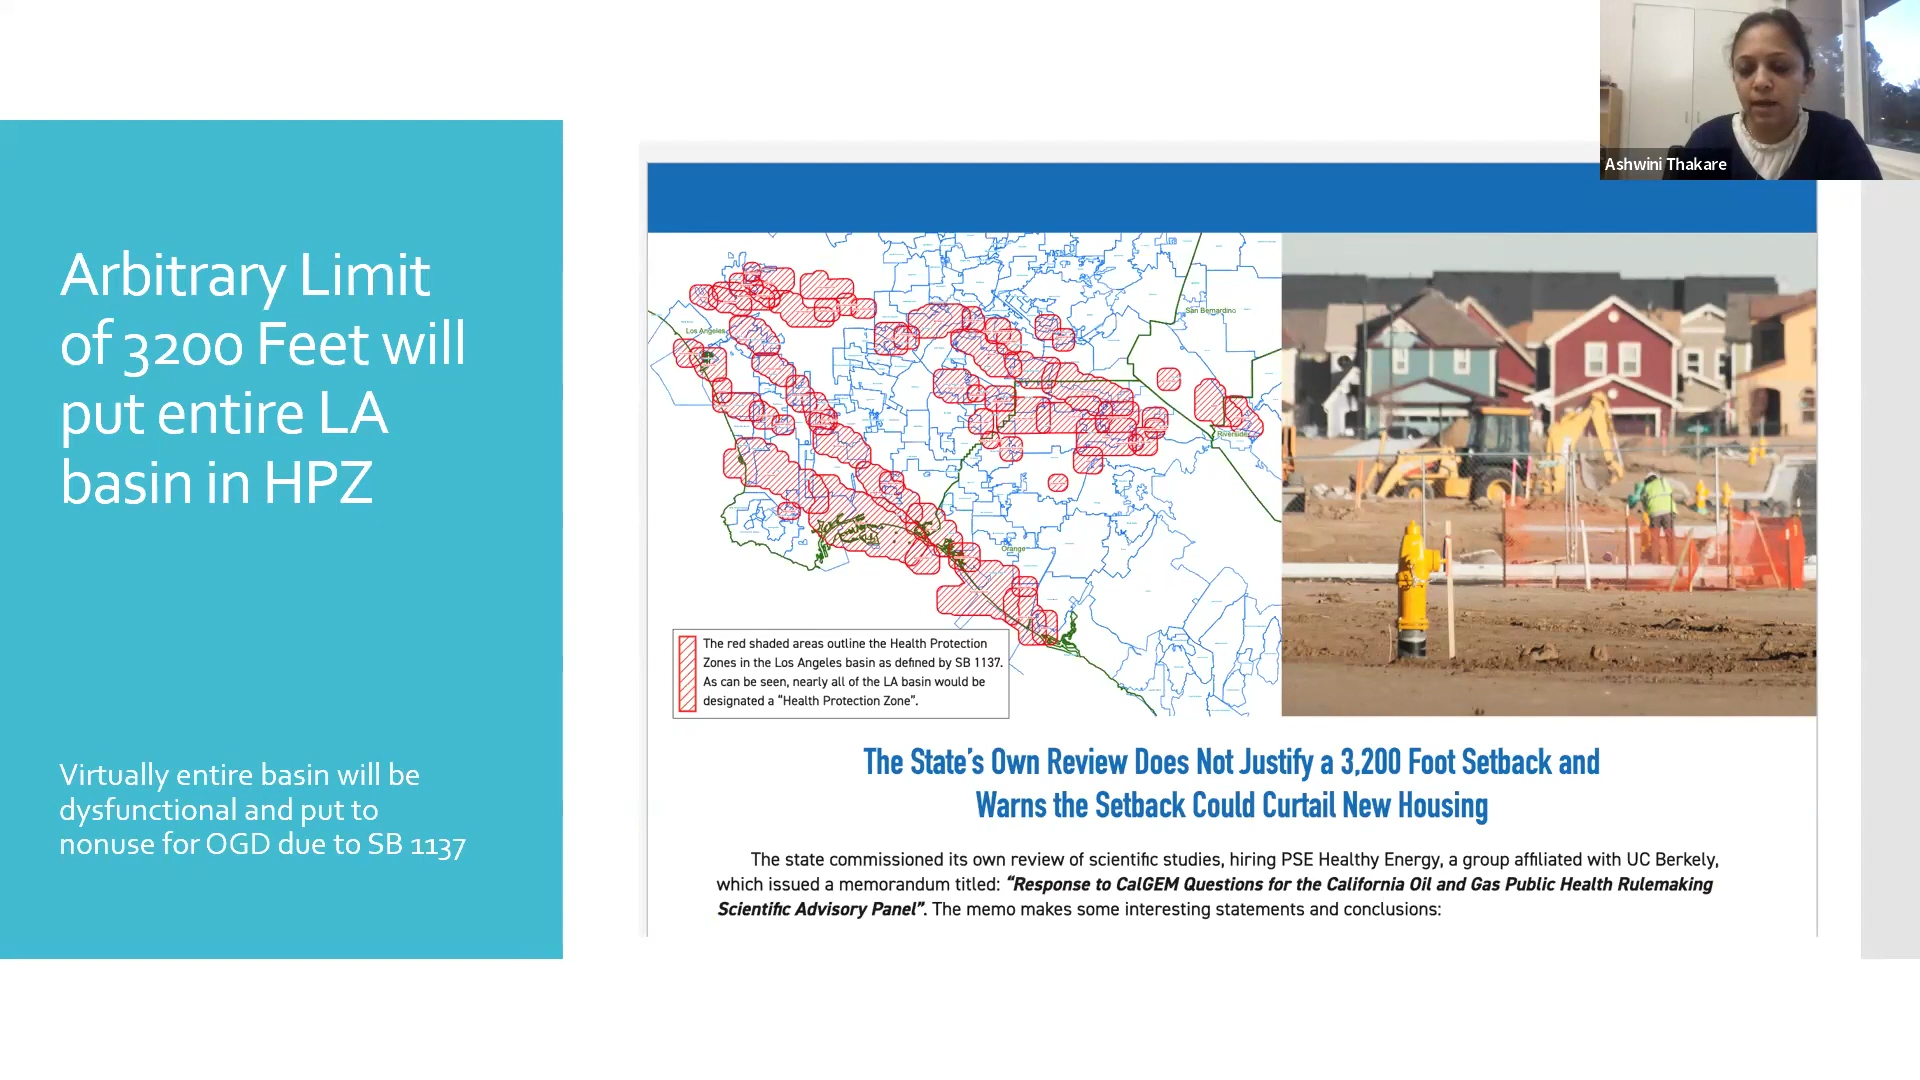 Ashwini Thakare
Arbitrary Limit
of 3200 Feet will
put entire LA
basin in HPZ
Virtually entire basin will be
dysfunctional and put to
nonuse for OGD due to SB 1137
Los Angeles
San Bernardino
Riverside
Orange
The red shaded areas outline the Health Protection
Zones in the Los Angeles basin as defined by SB 1137.
As can be seen, nearly all of the LA basin would be
designated a “Health Protection Zone”.
The State’s Own Review Does Not Justify a 3,200 Foot Setback and
Warns the Setback Could Curtail New Housing
The state commissioned its own review of scientific studies, hiring PSE Healthy Energy, a group affiliated with UC Berkely,
which issued a memorandum titled: “Response to CalGEM Questions for the California Oil and Gas Public Health Rulemaking
Scientific Advisory Panel”. The memo makes some interesting statements and conclusions: